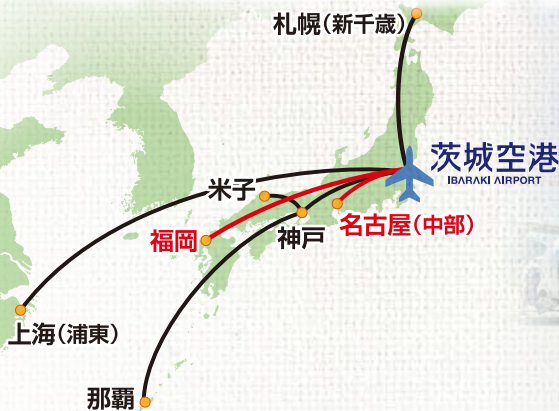 札幌(新千歳)
茨城空港
IBARAKI AIRPORT
米子
福岡
神戸
名古屋(中部)
上海(浦東)
那覇